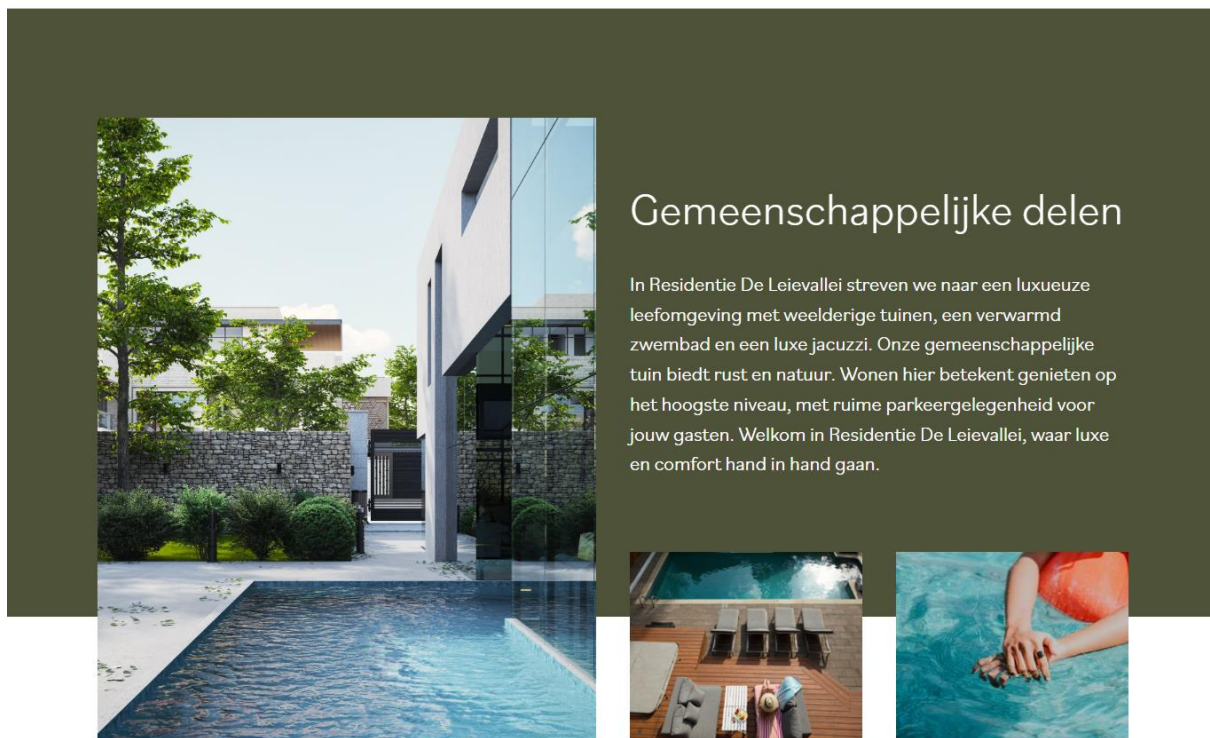 Gemeenschappelijke delen
In Residentie De Leievallei streven we naar een luxueuze
leefomgeving met weelderige tuinen, een verwarmd
zwembad en een luxe jacuzzi. Onze gemeenschappelijke
tuin biedt rust en natuur. Wonen hier betekent genieten op
het hoogste niveau, met ruime parkeergelegenheid voor
jouw gasten. Welkom in Residentie De Leievallei, waar luxe
en comfort hand in hand gaan.